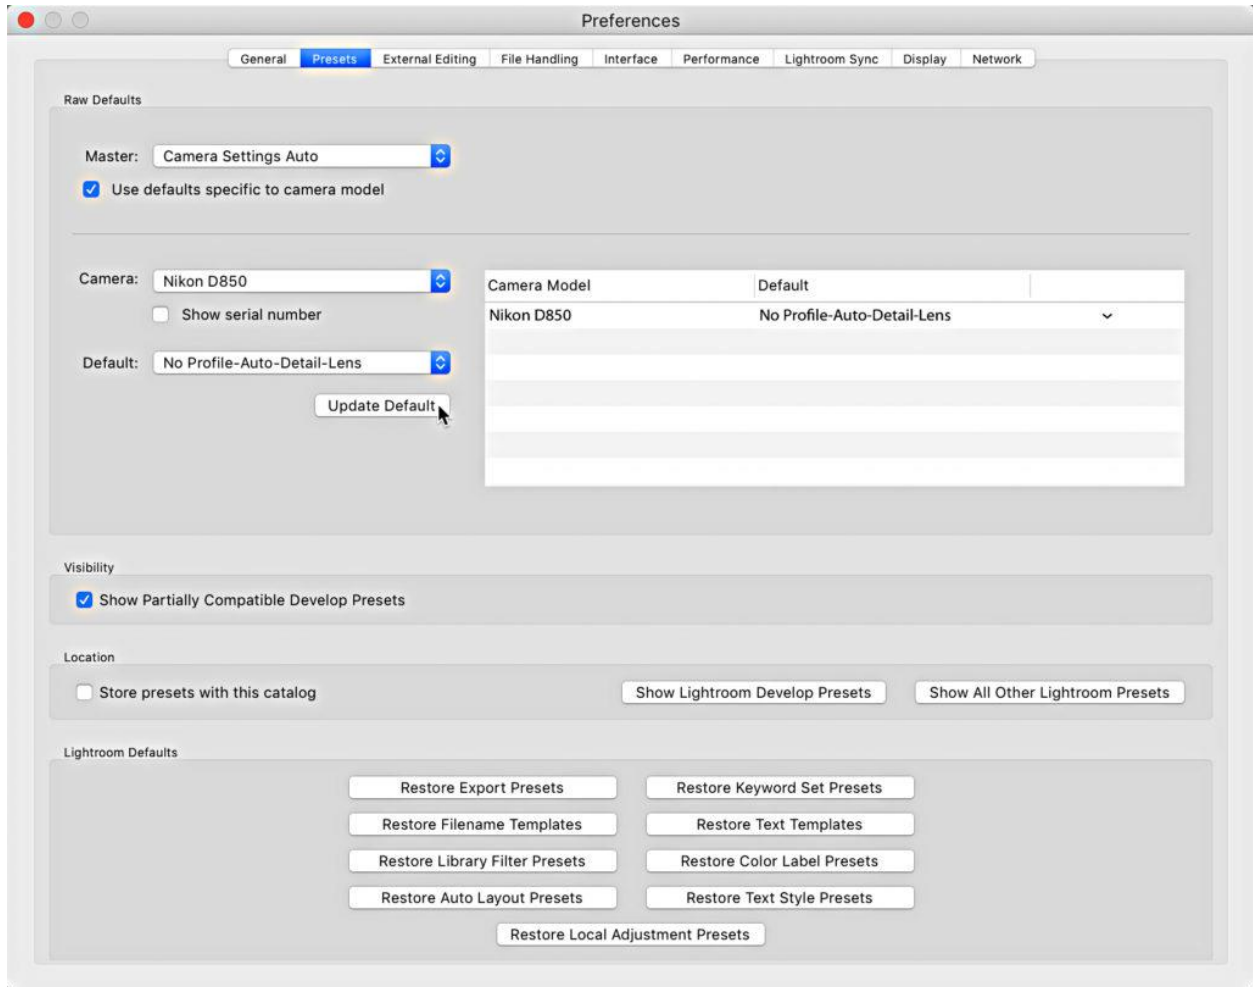 Preferences
General Presets External Editing File Handling Interface Performance Lightroom Sync Display Network
Raw Defaults
Master: Camera Settings Auto
Use defaults specific to camera model
Camera: Nikon D850
Show serial number
Default: No Profile-Auto-Detail-Lens
Update Default
Camera Model Default
Nikon D850 No Profile-Auto-Detail-Lens
Visibility
Show Partially Compatible Develop Presets
Location
Store presets with this catalog Show Lightroom Develop Presets Show All Other Lightroom Presets
Lightroom Defaults
Restore Export Presets Restore Keyword Set Presets
Restore Filename Templates Restore Text Templates
Restore Library Filter Presets Restore Color Label Presets
Restore Auto Layout Presets Restore Text Style Presets
Restore Local Adjustment Presets